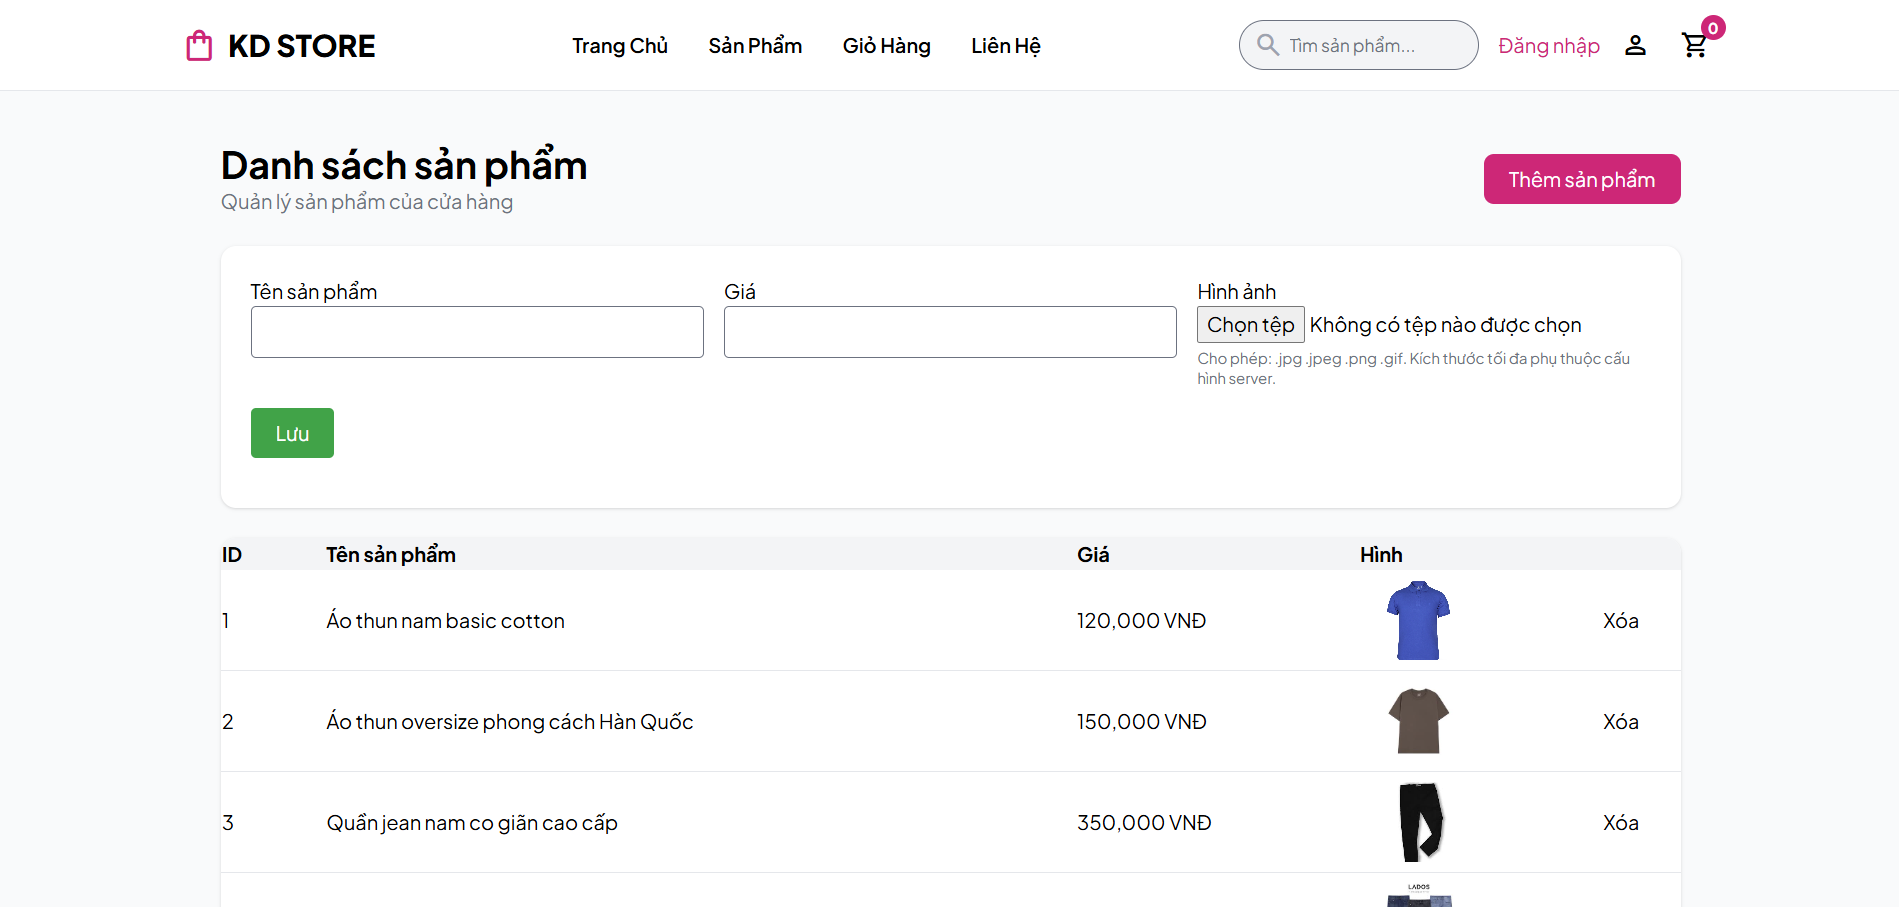 KD STORE
Trang Chủ
Sản Phẩm
Giỏ Hàng
Liên Hệ
Tìm sản phẩm...
Đăng nhập
0
Danh sách sản phẩm
Quản lý sản phẩm của cửa hàng
Thêm sản phẩm
Tên sản phẩm
Giá
Hình ảnh
Chọn tệp Không có tệp nào được chọn
Cho phép: .jpg .jpeg .png .gif. Kích thước tối đa phụ thuộc cấu
hình server.
Lưu
ID Tên sản phẩm Giá Hình
1 Áo thun nam basic cotton 120,000 VNĐ Xóa
2 Áo thun oversize phong cách Hàn Quốc 150,000 VNĐ Xóa
3 Quần jean nam co giãn cao cấp 350,000 VNĐ Xóa
LADOS